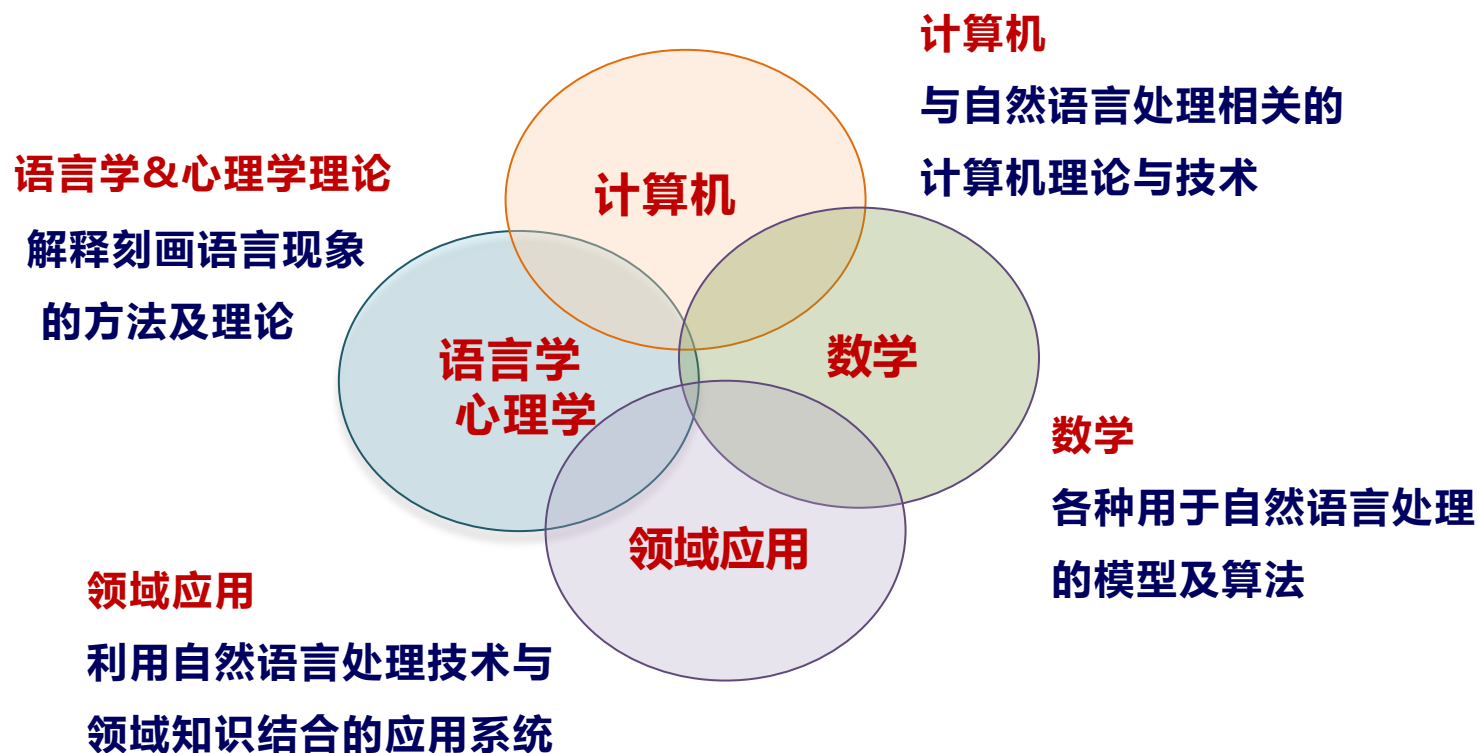 计算机
与自然语言处理相关的
计算机理论与技术
语言学&心理学理论
解释刻画语言现象
的方法及理论
计算机
语言学
心理学
数学
领域应用
数学
各种用于自然语言处理
的模型及算法
领域应用
利用自然语言处理技术与
领域知识结合的应用系统